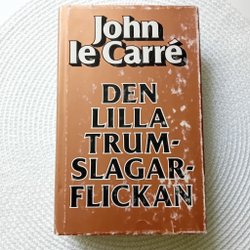 John
le Carré
DEN
LILLA
TRUM-
SLAGAR-
FLICKAN